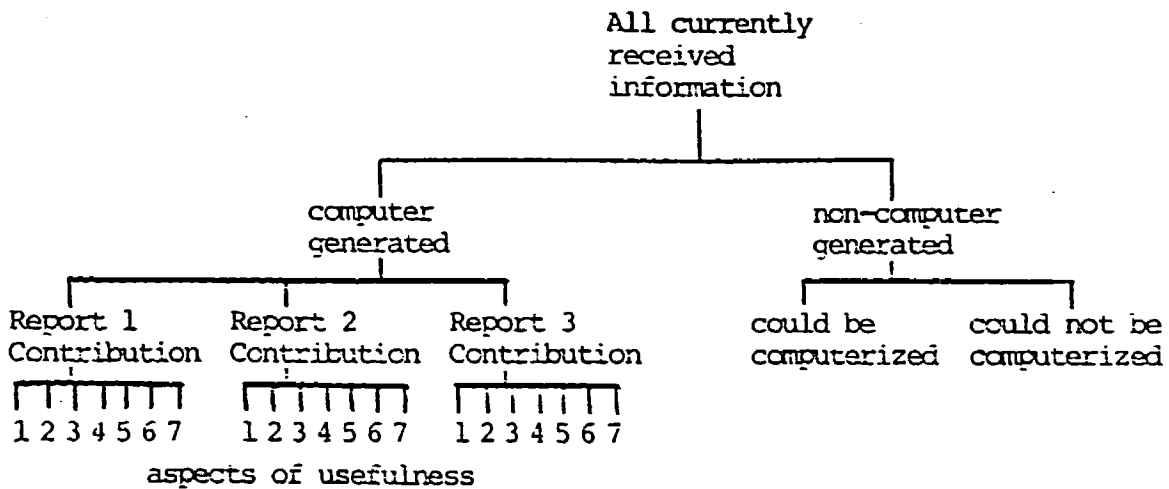 All currently
received
information
computer
generated
non-computer
generated
Report 1
Contribution
Report 2
Contribution
Report 3
Contribution
could be
computerized
could not be
computerized
1 2 3 4 5 6 7
1 2 3 4 5 6 7
1 2 3 4 5 6 7
aspects of usefulness